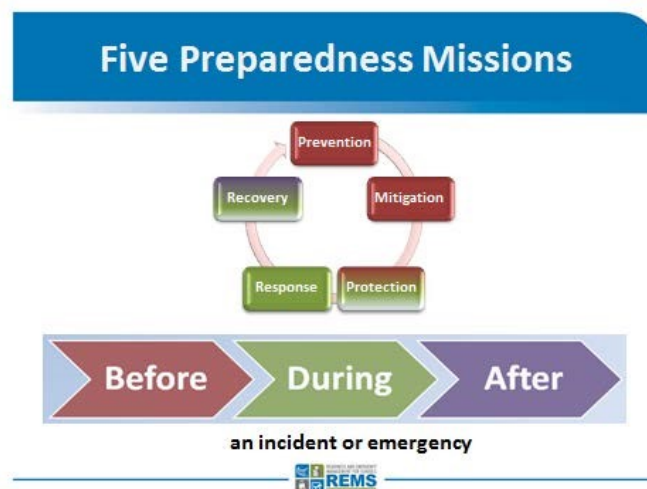 Five Preparedness Missions
Prevention
Recovery
Mitigation
Response
Protection
Before
During
After
an incident or emergency
REMS